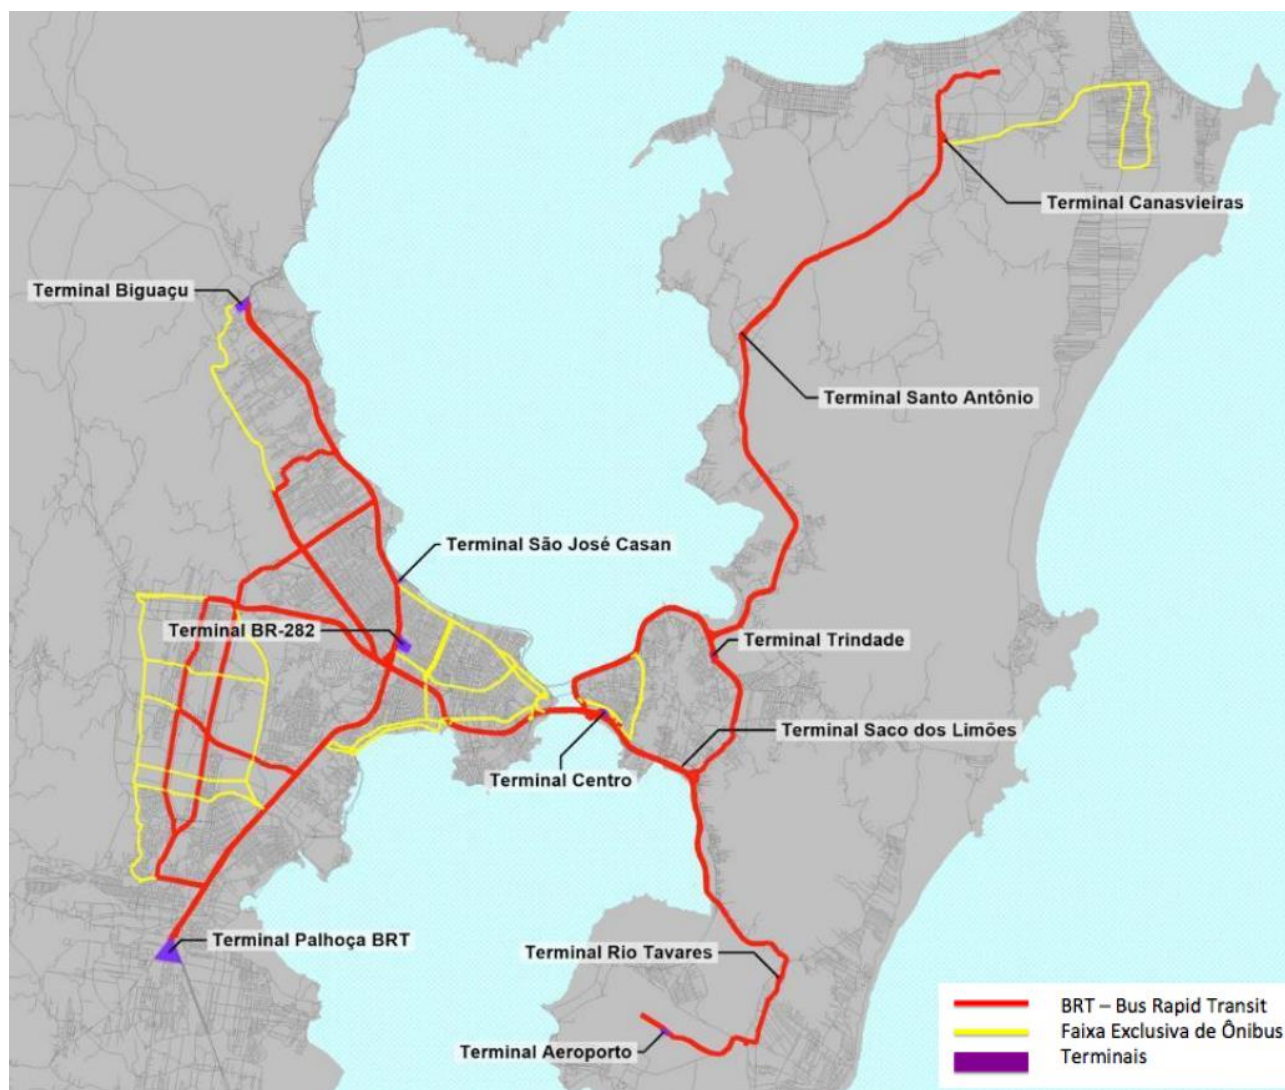 Terminal Canasvieiras
Terminal Biguaçu
Terminal Santo Antônio
Terminal São José Casan
Terminal BR-282
Terminal Trindade
Terminal Saco dos Limões
Terminal Centro
Terminal Palhoça BRT
Terminal Rio Tavares
Terminal Aeroporto
BRT – Bus Rapid Transit
Faixa Exclusiva de Ônibus
Terminais